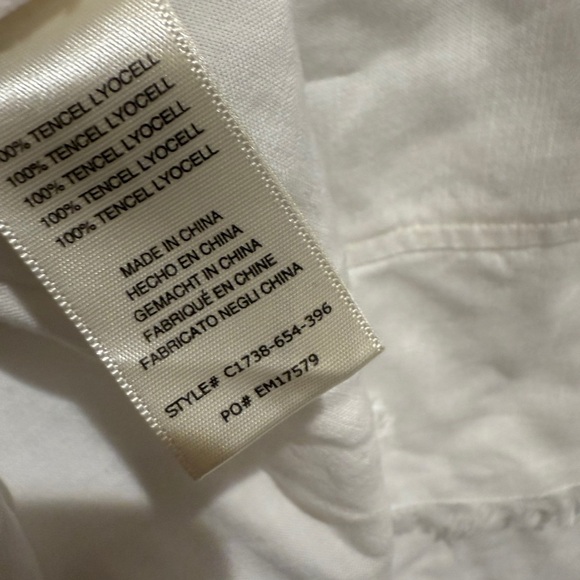 100% TENCEL LYOCELL
100% TENCEL LYOCELL
100% TENCEL LYOCELL
100% TENCEL LYOCELL
100% TENCEL LYOCELL
MADE IN CHINA
HECHO EN CHINA
GEMACHT IN CHINA
FABRIQUÉ EN CHINE
FABRICATO NEGLI CHINA
STYLE# C1738-654-396
PO# EM17579